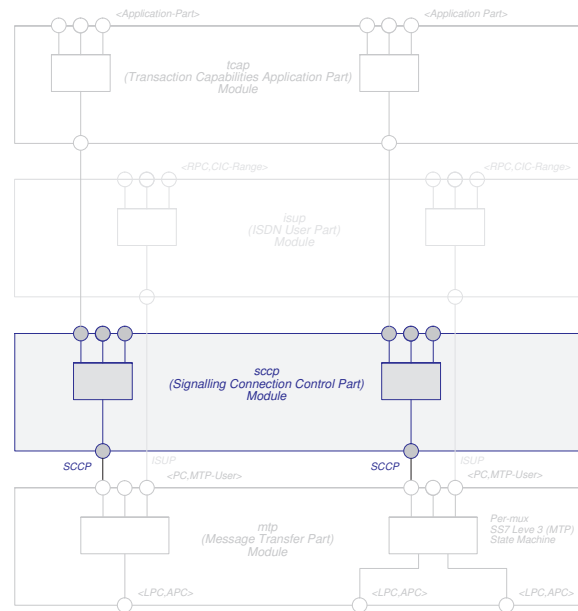 <Application-Part>
<Application Part>
tcap
(Transaction Capabilities Application Part)
Module
<RPC,CIC-Range>
<RPC,CIC-Range>
isup
(ISDN User Part)
Module
sccp
(Signalling Connection Control Part)
Module
SCCP
ISUP
SCCP
ISUP
<PC,MTP-User>
<PC,MTP-User>
mtp
(Message Transfer Part)
Module
Per-mux
SS7 Leve 3 (MTP)
State Machine
<LPC,APC>
<LPC,APC>
<LPC,APC>